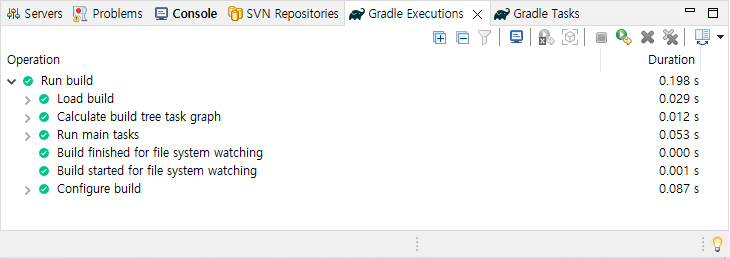 Servers Problems Console SVN Repositories Gradle Executions Gradle Tasks
Operation Duration
Run build 0.198 s
Load build 0.029 s
Calculate build tree task graph 0.012 s
Run main tasks 0.053 s
Build finished for file system watching 0.000 s
Build started for file system watching 0.001 s
Configure build 0.087 s